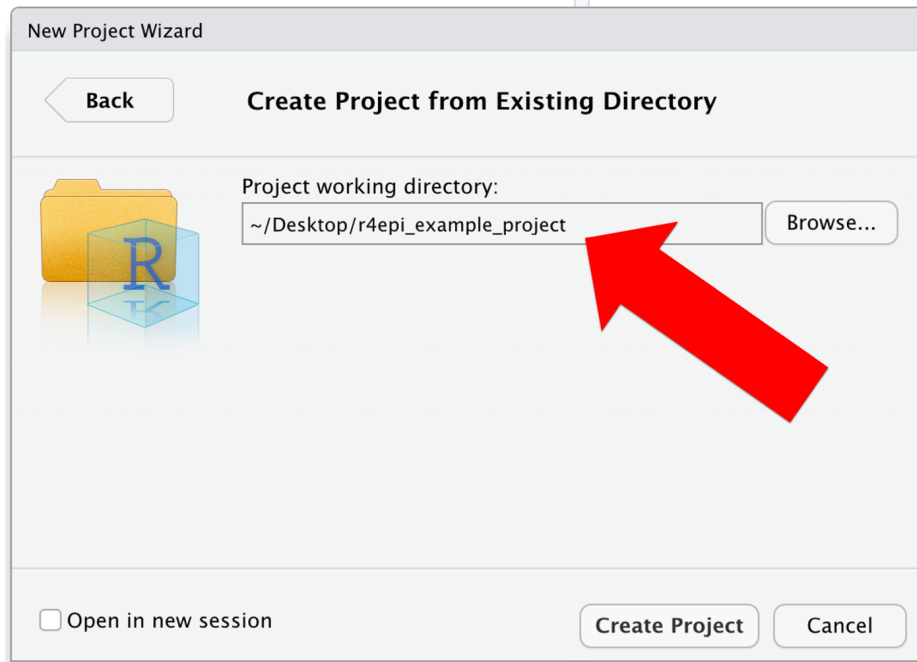 New Project Wizard
Back
Create Project from Existing Directory
Project working directory:
~/Desktop/r4epi_example_project
Browse...
R
Open in new session
Create Project
Cancel